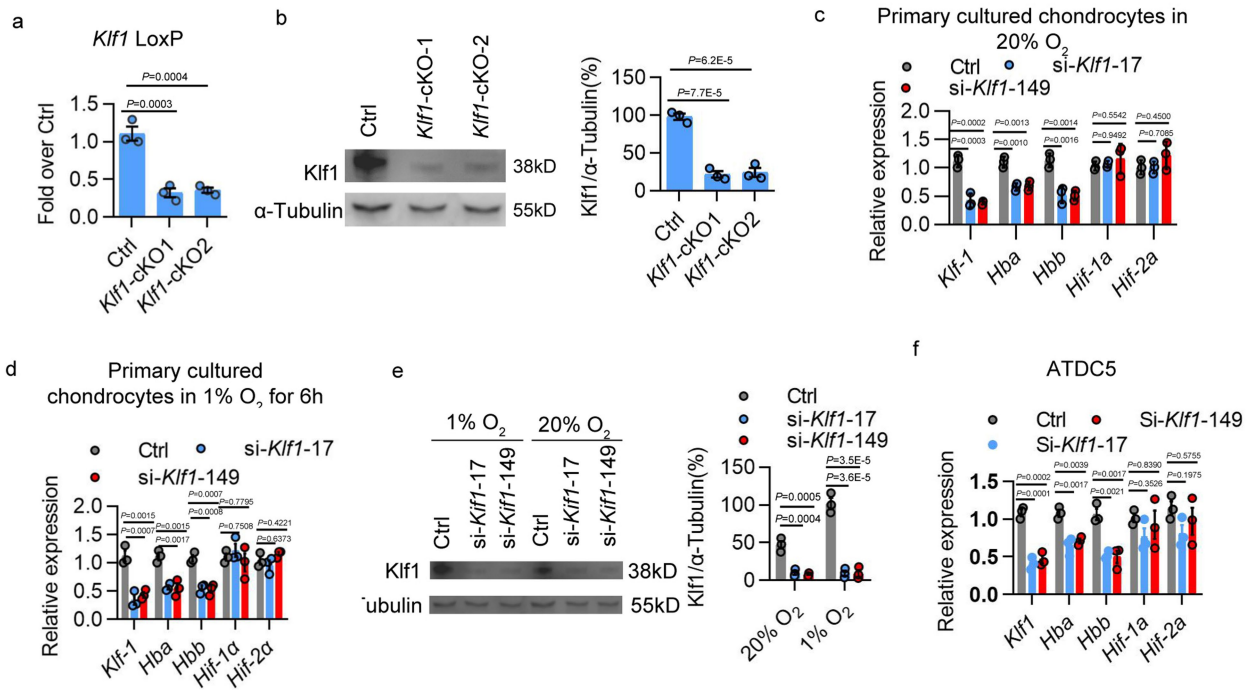 a
Klf1 LoxP
P=0.0004
P=0.0003
Fold over Ctrl
1.5
1.0
0.5
0.0
Ctrl
Klf1-cKO1
Klf1-cKO2
b
Ctrl
Klf1-cKO-1
Klf1-cKO-2
Klf1
38kD
α-Tubulin
55kD
Klf1/α-Tubulin(%)
P=6.2E-5
P=7.7E-5
150
100
50
0
Ctrl
Klf1-cKO1
Klf1-cKO2
c
Primary cultured chondrocytes in
20% O2
Ctrl
si-Klf1-17
si-Klf1-149
Relative expression
2.0
1.5
1.0
0.5
0.0
P=0.0002
P=0.0003
P=0.0013
P=0.0010
P=0.0014
P=0.0016
P=0.5542
P=0.9492
P=0.4500
P=0.7085
Klf-1
Hba
Hbb
Hif-1a
Hif-2a
d
Primary cultured
chondrocytes in 1% O2 for 6h
Ctrl
si-Klf1-17
si-Klf1-149
Relative expression
2.0
1.5
1.0
0.5
0.0
P=0.0015
P=0.0007
P=0.0015
P=0.0017
P=0.0007
P=0.0008
P=0.7795
P=0.7508
P=0.4221
P=0.6373
Klf-1
Hba
Hbb
Hif-1α
Hif-2α
e
1% O2
20% O2
Ctrl
si-Klf1-17
si-Klf1-149
Ctrl
si-Klf1-17
si-Klf1-149
Klf1
38kD
Tubulin
55kD
Ctrl
si-Klf1-17
si-Klf1-149
Klf1/α-Tubulin(%)
150
100
50
0
P=0.0005
P=0.0004
P=3.5E-5
P=3.6E-5
20% O2
1% O2
f
ATDC5
Ctrl
Si-Klf1-149
Si-Klf1-17
Relative expression
1.5
1.0
0.5
0.0
P=0.0002
P=0.0001
P=0.0039
P=0.0017
P=0.0017
P=0.0021
P=0.8390
P=0.3526
P=0.5755
P=0.1975
Klf1
Hba
Hbb
Hif-1a
Hif-2a